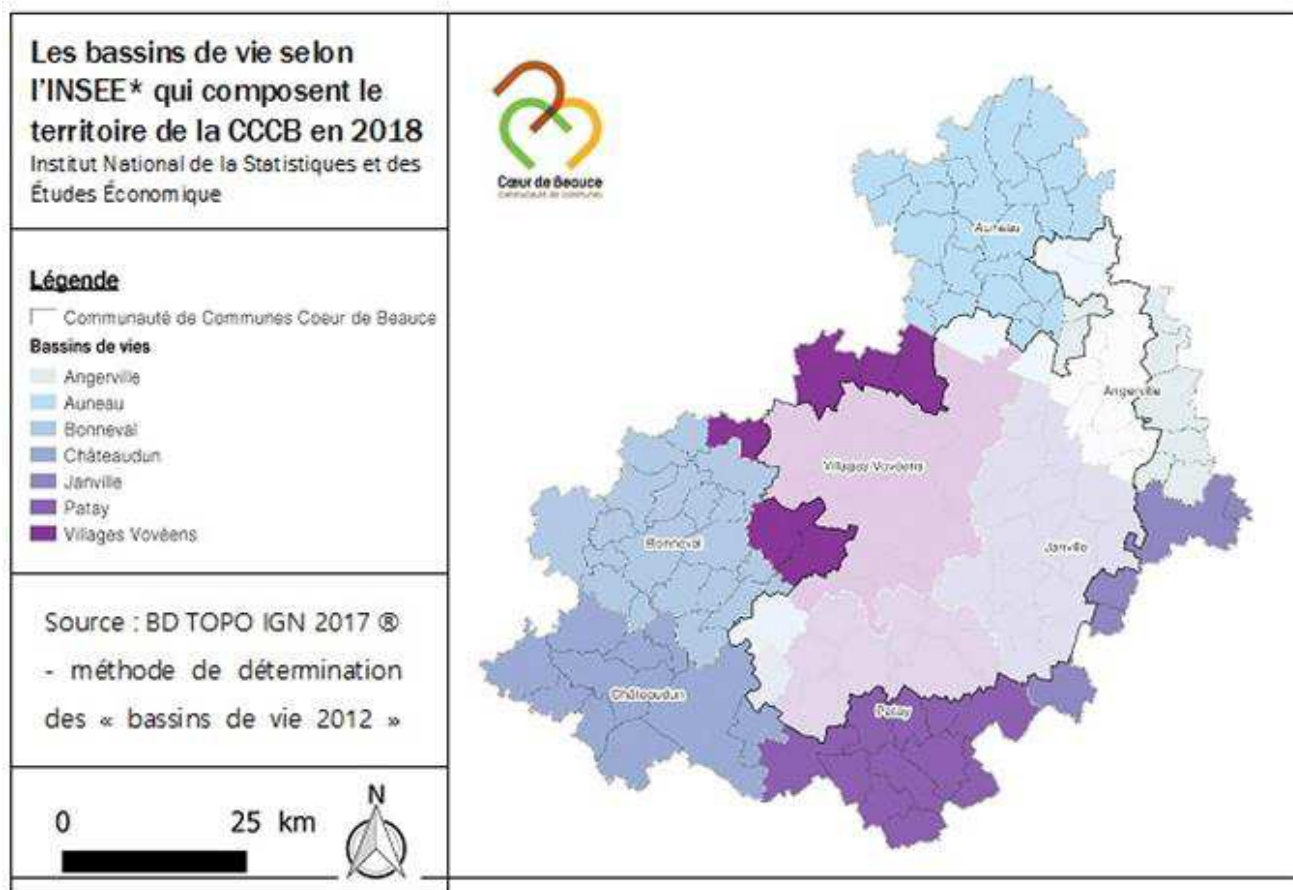 Les bassins de vie selon
l'INSEE* qui composent le
territoire de la CCCB en 2018
Institut National de la Statistiques et des
Études Économique
Légende
Communauté de Communes Coeur de Beauce
Bassins de vies
Angerville
Auneau
Bonneval
Châteaudun
Janville
Patay
Villages Vovéens
Source : BD TOPO IGN 2017 ®
- méthode de détermination
des « bassins de vie 2012 »
0 25 km
N
Cœur de Beauce
communauté de communes
Auneau
Angerville
Villages Vovéens
Bonneval
Janville
Châteaudun
Patay